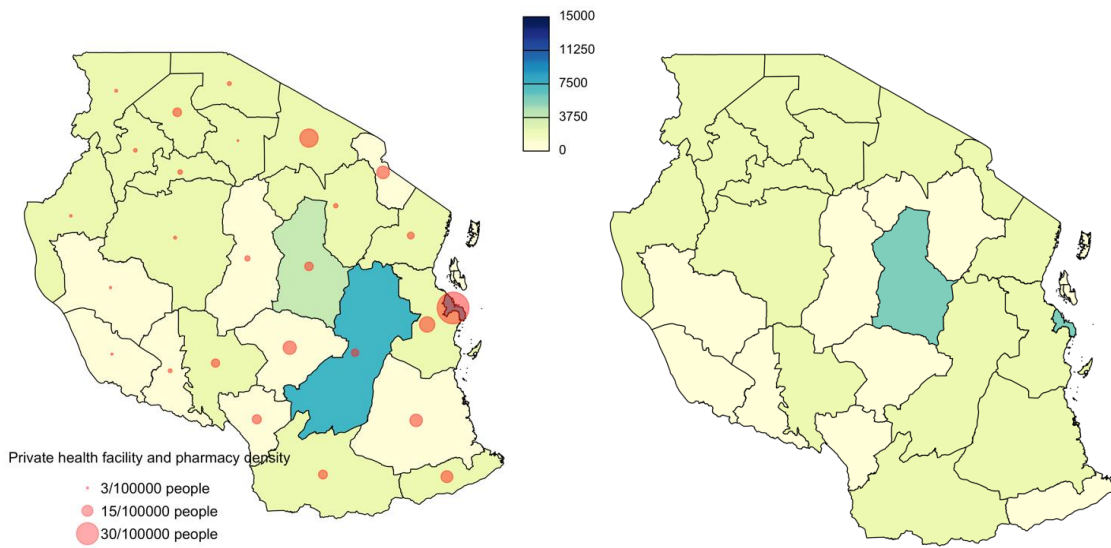 15000
11250
7500
3750
0
Private health facility and pharmacy density
3/100000 people
15/100000 people
30/100000 people